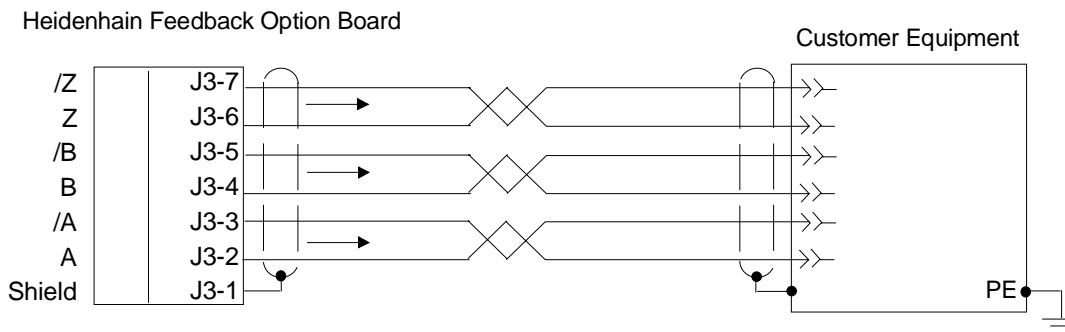 Heidenhain Feedback Option Board
Customer Equipment
/Z J3-7
Z J3-6
/B J3-5
B J3-4
/A J3-3
A J3-2
Shield J3-1
PE